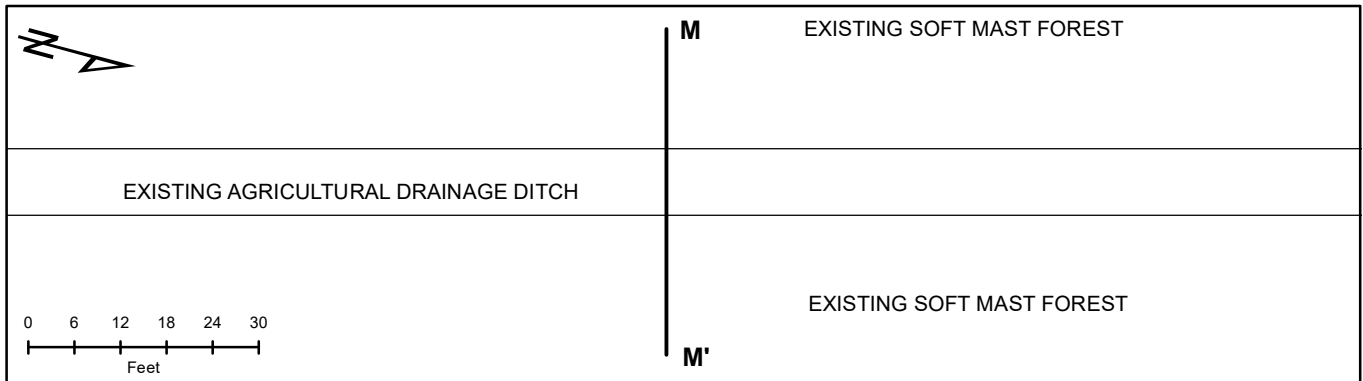 N
M
EXISTING SOFT MAST FOREST
EXISTING AGRICULTURAL DRAINAGE DITCH
EXISTING SOFT MAST FOREST
0 6 12 18 24 30
Feet
M'